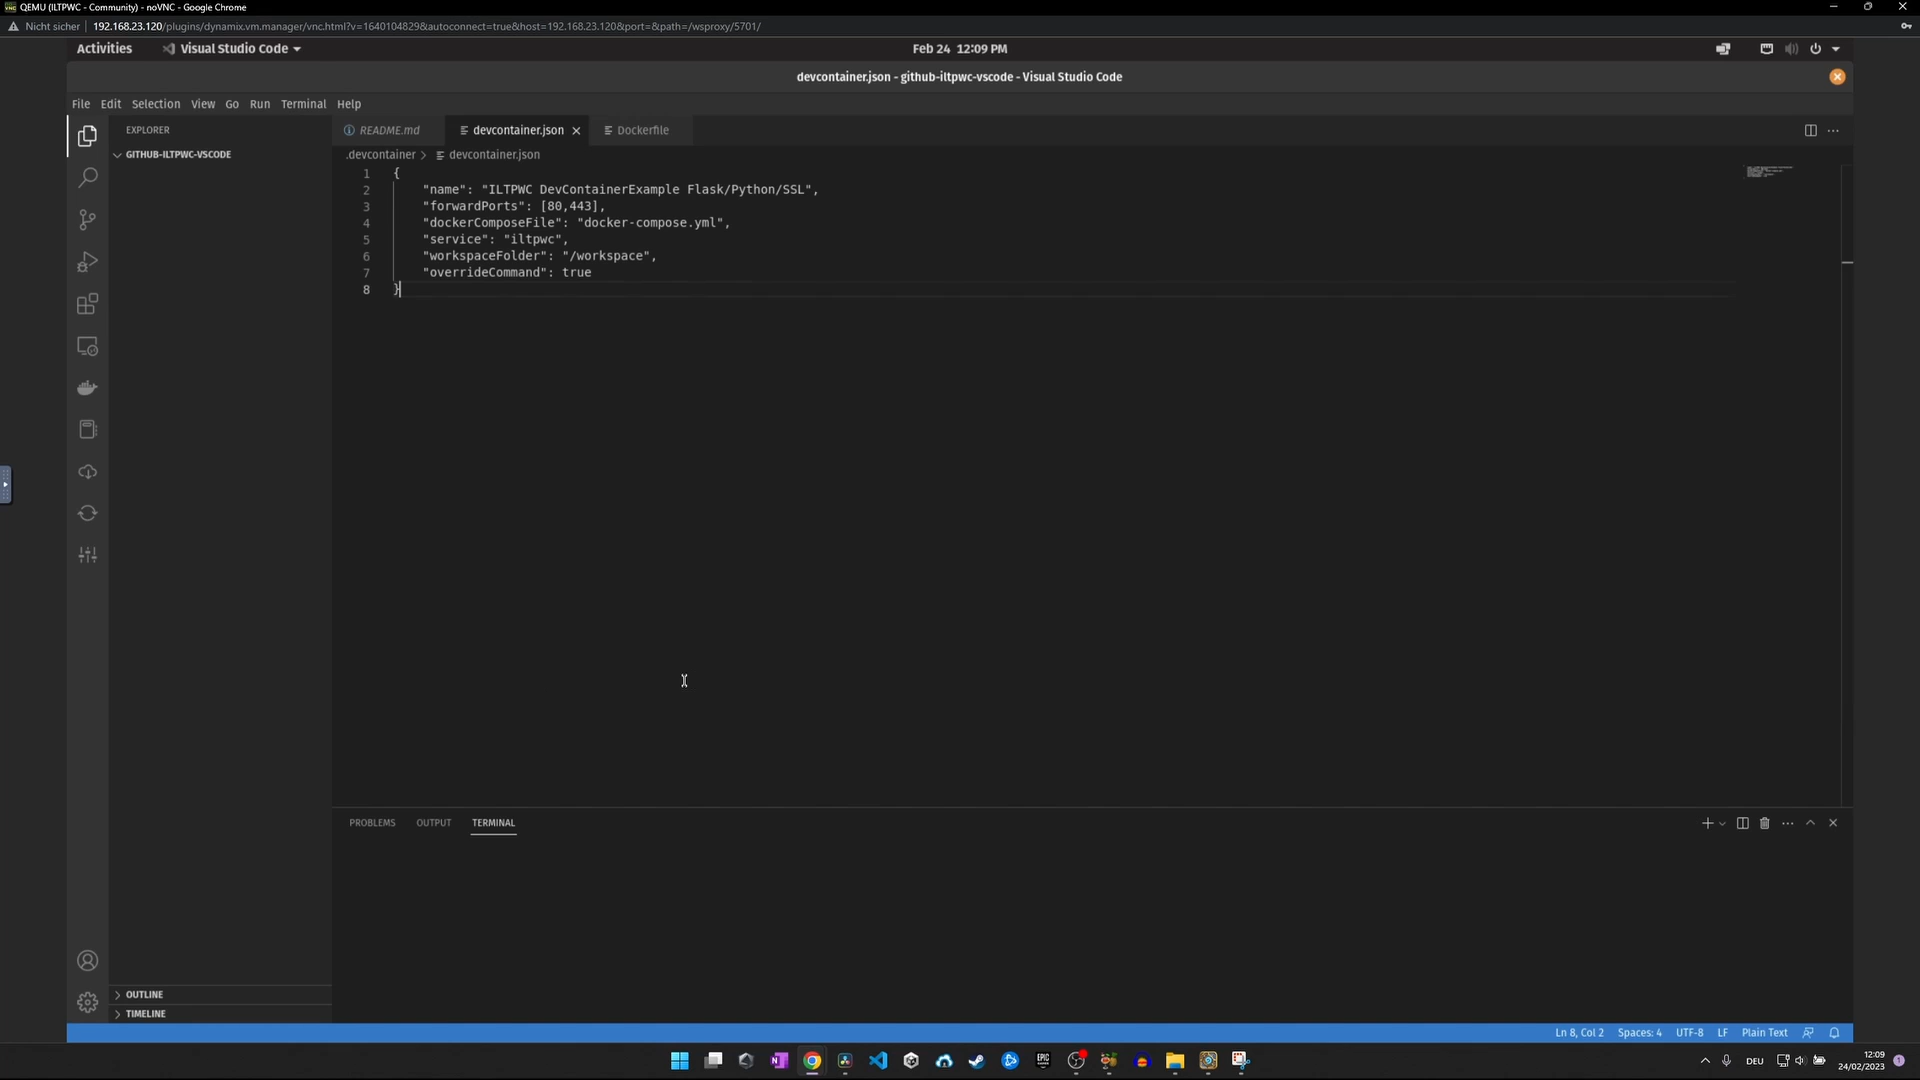 QEMU (ILTPWC - Community) - noVNC - Google Chrome
Nicht sicher 192.168.23.120/plugins/dynamix.vm.manager/vnc.html?v=1640104829&autoconnect=true&host=192.168.23.120&port=&path=/wsproxy/5701/
Activities Visual Studio Code Feb 24 12:09 PM
devcontainer.json - github-iltpwc-vscode - Visual Studio Code
File Edit Selection View Go Run Terminal Help
EXPLORER README.md devcontainer.json Dockerfile
GITHUB-ILTPWC-VSCODE .devcontainer > devcontainer.json
1 {
2 "name": "ILTPWC DevContainerExample Flask/Python/SSL",
3 "forwardPorts": [80,443],
4 "dockerComposeFile": "docker-compose.yml",
5 "service": "iltpwc",
6 "workspaceFolder": "/workspace",
7 "overrideCommand": true
8 }
PROBLEMS OUTPUT TERMINAL
OUTLINE
TIMELINE
Ln 8, Col 2 Spaces: 4 UTF-8 LF Plain Text
EPIC
DEU 12:09
24/02/2023
1